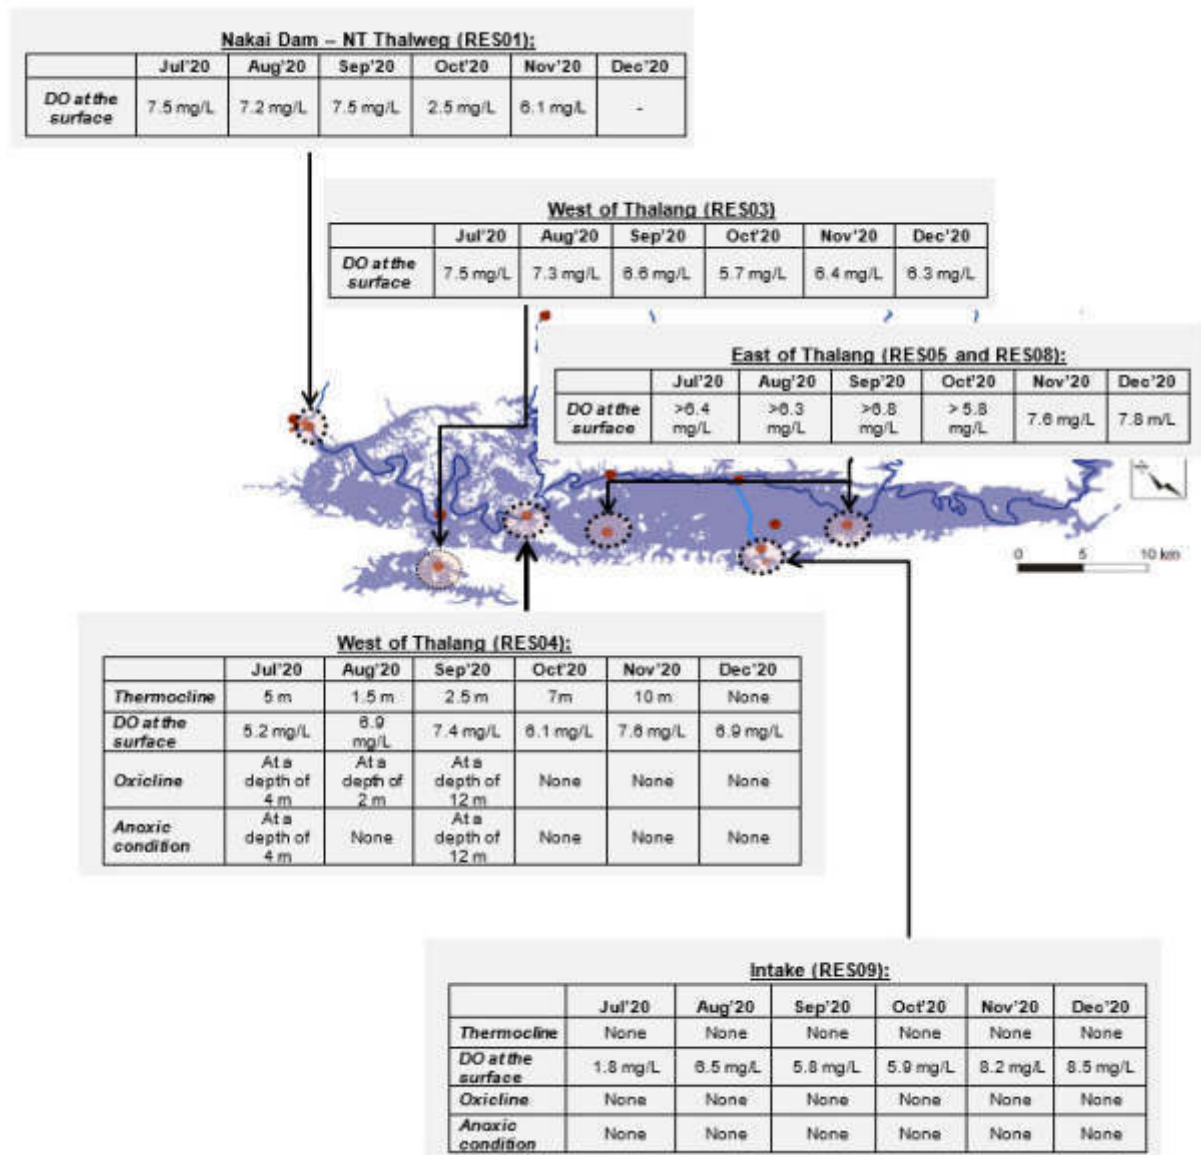 Nakai Dam – NT Thalweg (RES01):
Jul'20 Aug'20 Sep'20 Oct'20 Nov'20 Dec'20
DO at the surface 7.5 mg/L 7.2 mg/L 7.5 mg/L 2.5 mg/L 6.1 mg/L -
West of Thalang (RES03)
Jul'20 Aug'20 Sep'20 Oct'20 Nov'20 Dec'20
DO at the surface 7.5 mg/L 7.3 mg/L 6.6 mg/L 5.7 mg/L 6.4 mg/L 6.3 mg/L
East of Thalang (RES05 and RES08):
Jul'20 Aug'20 Sep'20 Oct'20 Nov'20 Dec'20
DO at the surface >6.4 mg/L >6.3 mg/L >6.8 mg/L > 5.8 mg/L 7.6 mg/L 7.8 m/L
0 5 10 km
West of Thalang (RES04):
Jul'20 Aug'20 Sep'20 Oct'20 Nov'20 Dec'20
Thermocline 5 m 1.5 m 2.5 m 7m 10 m None
DO at the surface 5.2 mg/L 6.9 mg/L 7.4 mg/L 6.1 mg/L 7.6 mg/L 6.9 mg/L
Oxicline At a depth of 4 m At a depth of 2 m At a depth of 12 m None None None
Anoxic condition At a depth of 4 m None At a depth of 12 m None None None
Intake (RES09):
Jul'20 Aug'20 Sep'20 Oct'20 Nov'20 Dec'20
Thermocline None None None None None None
DO at the surface 1.8 mg/L 6.5 mg/L 5.8 mg/L 5.9 mg/L 8.2 mg/L 8.5 mg/L
Oxicline None None None None None None
Anoxic condition None None None None None None